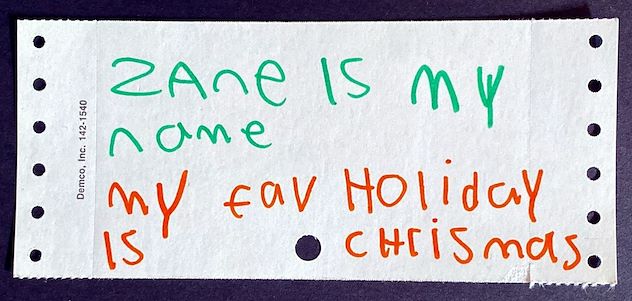 ZAne IS my
name
my fav HOLidAY
IS CHrismas
Demco, Inc. 142-1540